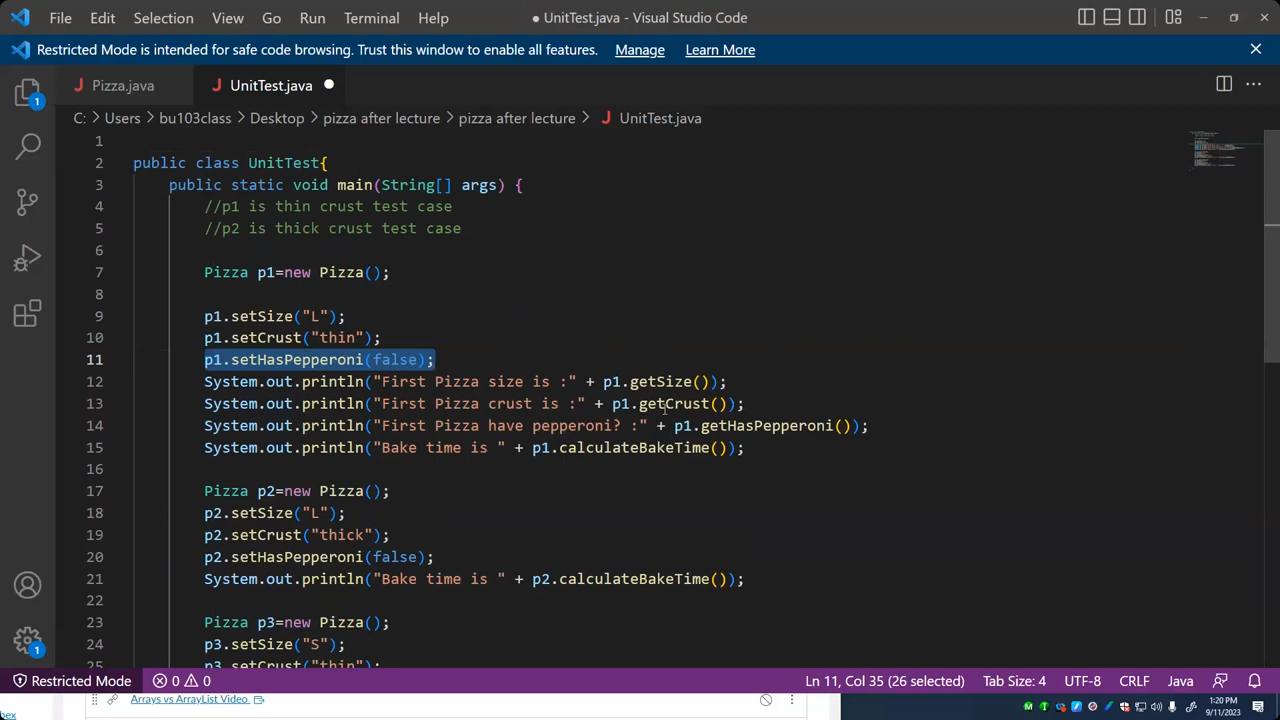 File Edit Selection View Go Run Terminal Help ● UnitTest.java - Visual Studio Code
Restricted Mode is intended for safe code browsing. Trust this window to enable all features. Manage Learn More
1 J Pizza.java J UnitTest.java
C: > Users > bu103class > Desktop > pizza after lecture > pizza after lecture > J UnitTest.java
1
2 public class UnitTest{
3 public static void main(String[] args) {
4 //p1 is thin crust test case
5 //p2 is thick crust test case
6
7 Pizza p1=new Pizza();
8
9 p1.setSize("L");
10 p1.setCrust("thin");
11 p1.setHasPepperoni(false);
12 System.out.println("First Pizza size is :" + p1.getSize());
13 System.out.println("First Pizza crust is :" + p1.getCrust());
14 System.out.println("First Pizza have pepperoni? :" + p1.getHasPepperoni());
15 System.out.println("Bake time is " + p1.calculateBakeTime());
16
17 Pizza p2=new Pizza();
18 p2.setSize("L");
19 p2.setCrust("thick");
20 p2.setHasPepperoni(false);
21 System.out.println("Bake time is " + p2.calculateBakeTime());
22
23 Pizza p3=new Pizza();
24 p3.setSize("S");
25 p3.setCrust("thin");
1
Restricted Mode 0 0 Ln 11, Col 35 (26 selected) Tab Size: 4 UTF-8 CRLF Java
Arrays vs ArrayList Video
1:20 PM
9/11/2023